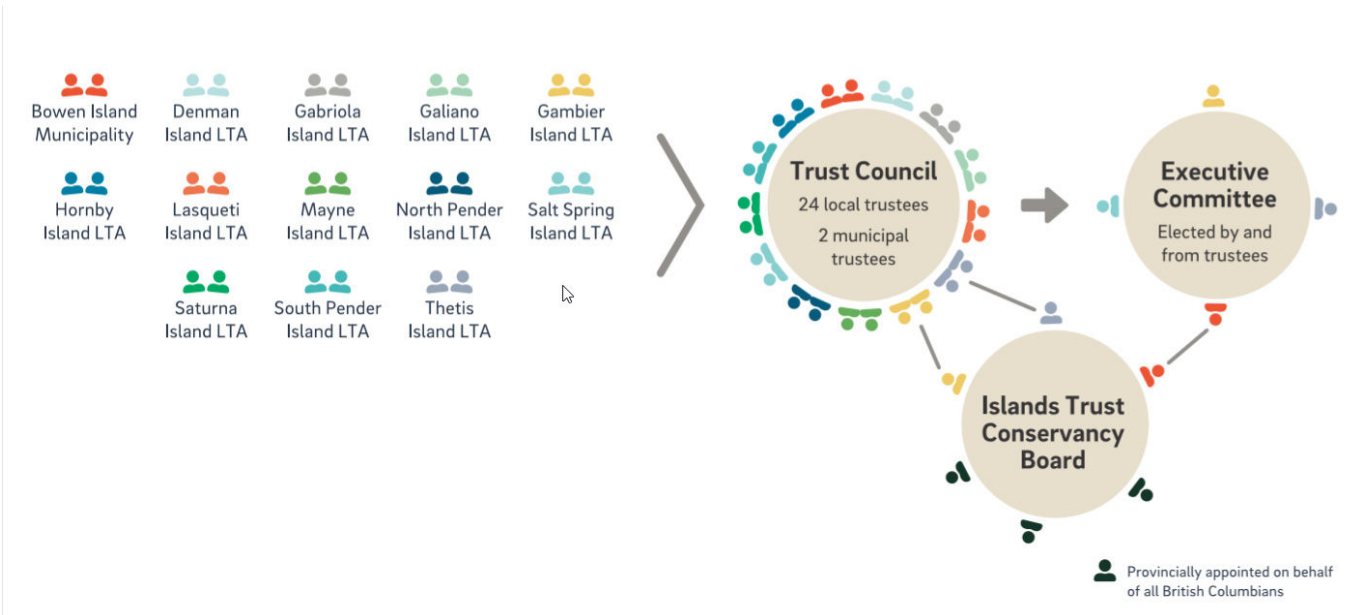 Bowen Island
Municipality
Denman
Island LTA
Gabriola
Island LTA
Galiano
Island LTA
Gambier
Island LTA
Hornby
Island LTA
Lasqueti
Island LTA
Mayne
Island LTA
North Pender
Island LTA
Salt Spring
Island LTA
Saturna
Island LTA
South Pender
Island LTA
Thetis
Island LTA
Trust Council
24 local trustees
2 municipal
trustees
Executive
Committee
Elected by and
from trustees
Islands Trust
Conservancy
Board
Provincially appointed on behalf
of all British Columbians